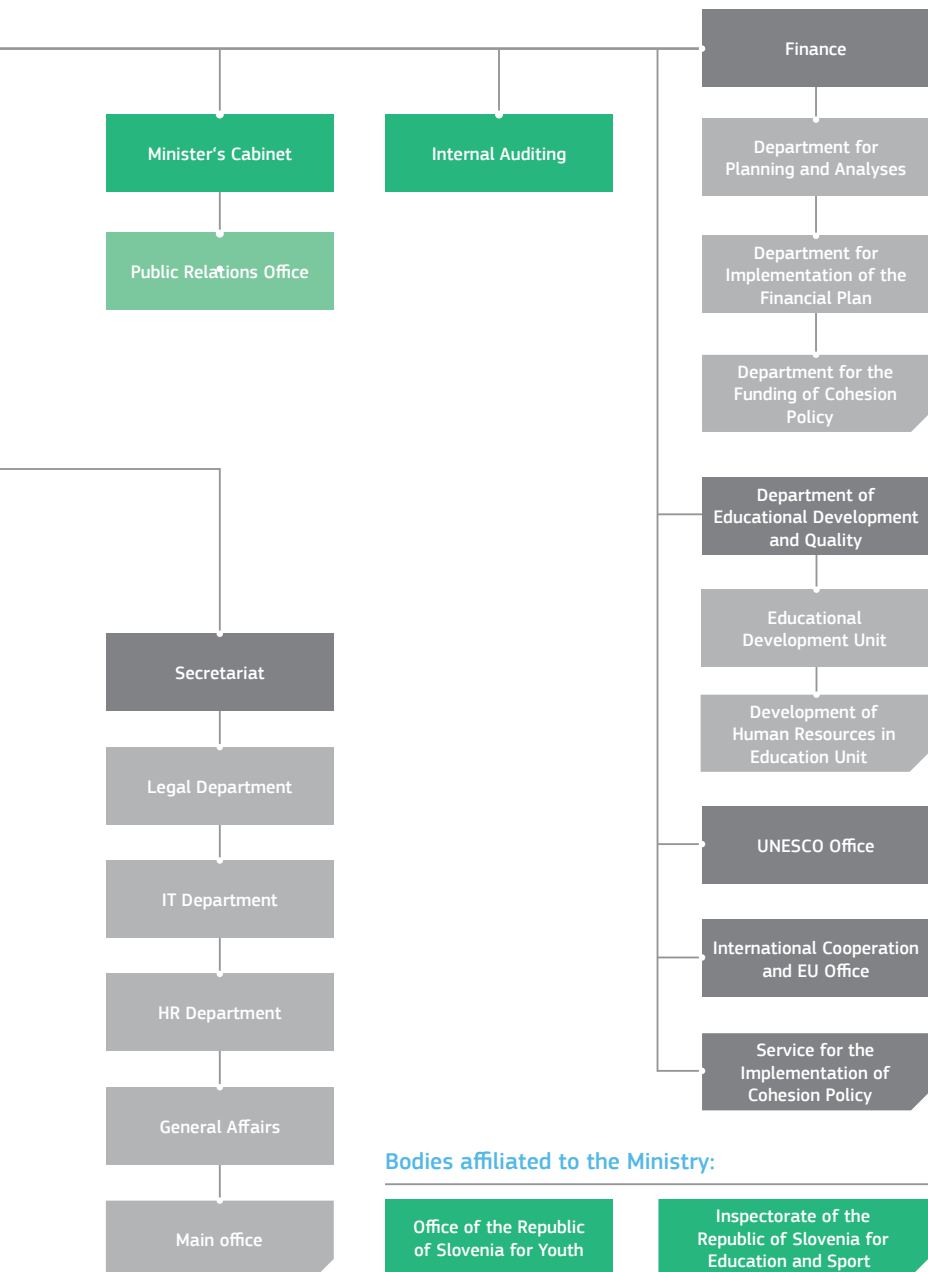 Finance
Minister‘s Cabinet
Internal Auditing
Department for
Planning and Analyses
Public Relations Office
Department for
Implementation of the
Financial Plan
Department for the
Funding of Cohesion
Policy
Department of
Educational Development
and Quality
Educational
Development Unit
Secretariat
Development of
Human Resources in
Education Unit
Legal Department
UNESCO Office
IT Department
International Cooperation
and EU Office
HR Department
Service for the
Implementation of
Cohesion Policy
General Affairs
Main office
Bodies affiliated to the Ministry:
Office of the Republic
of Slovenia for Youth
Inspectorate of the
Republic of Slovenia for
Education and Sport